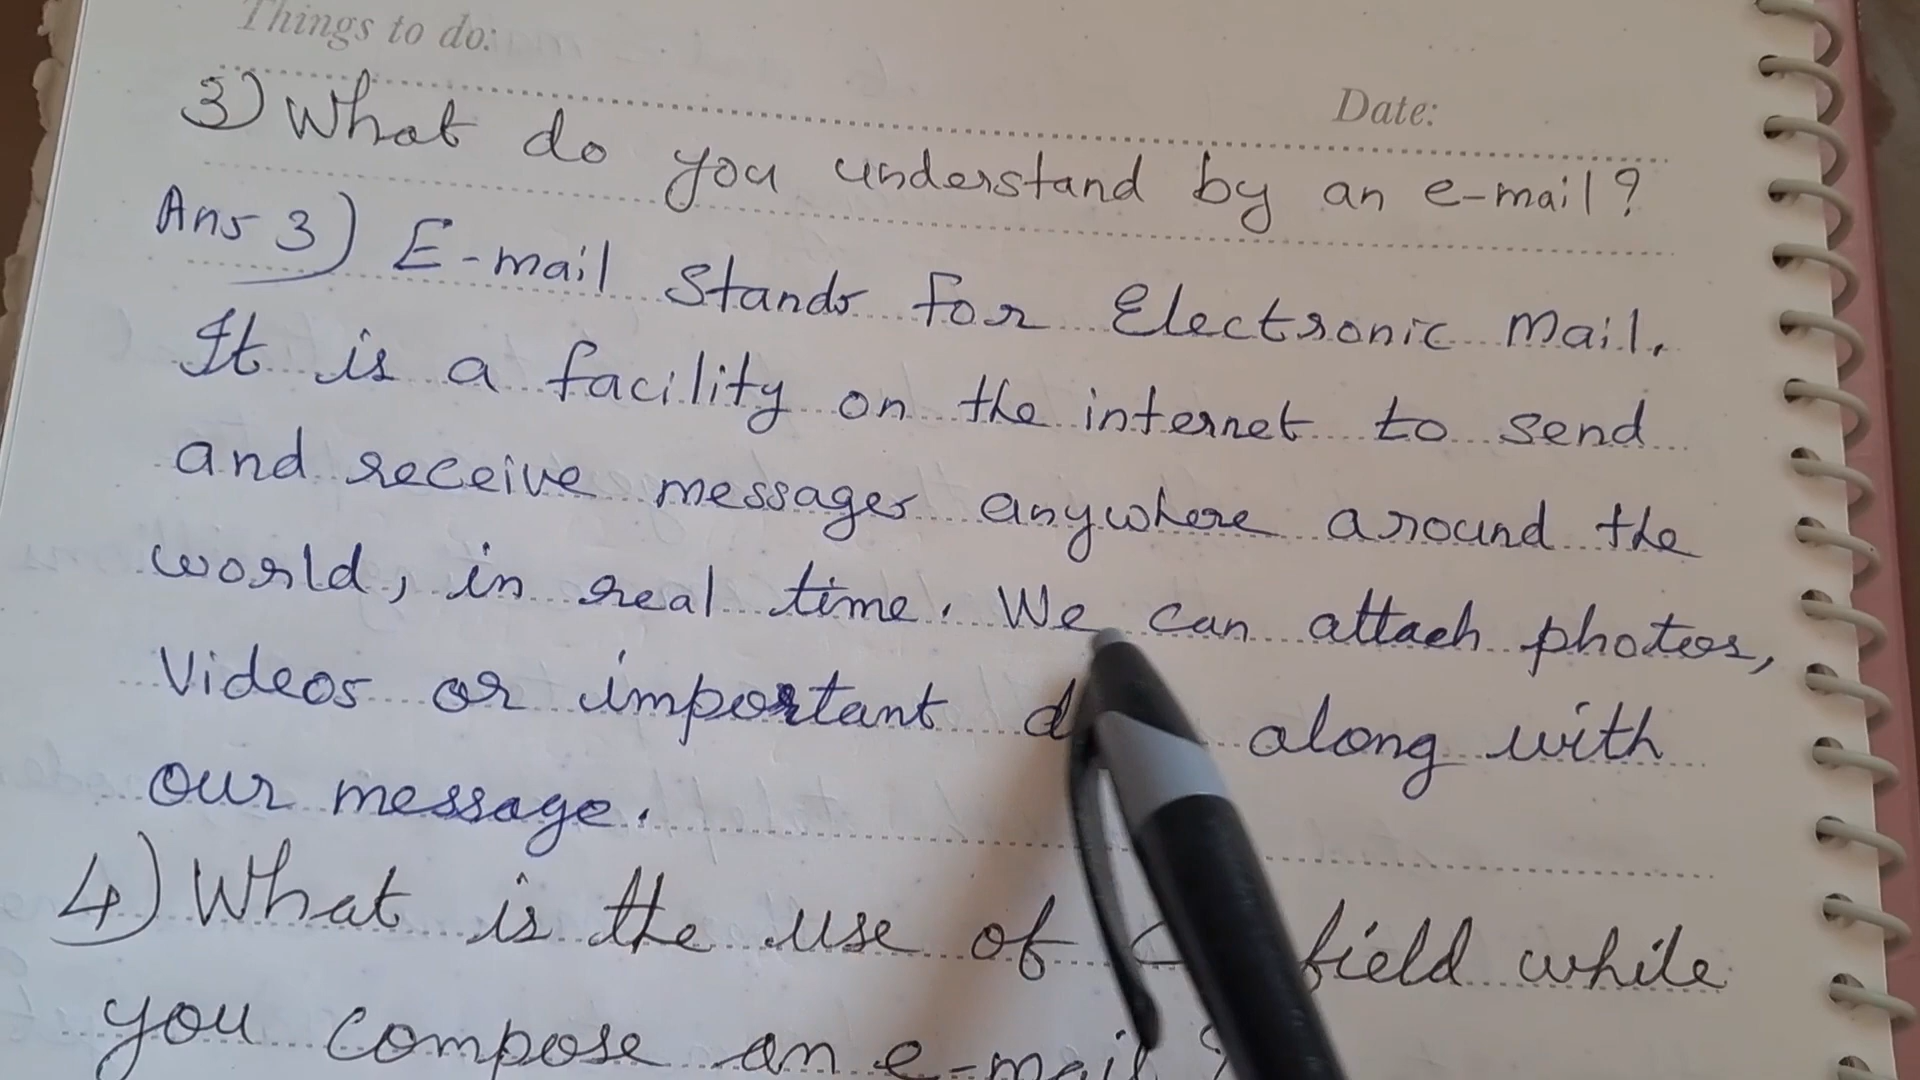 Things to do:
Date:
3) What do you understand by an e-mail?
Ans 3) E-mail Stands for Electronic Mail.
It is a facility on the internet to send
and receive messages anywhere around the
world, in real time. We can attach photos,
Videos or important along with
our message.
4) What is the use of field while
you compose an e-mail?